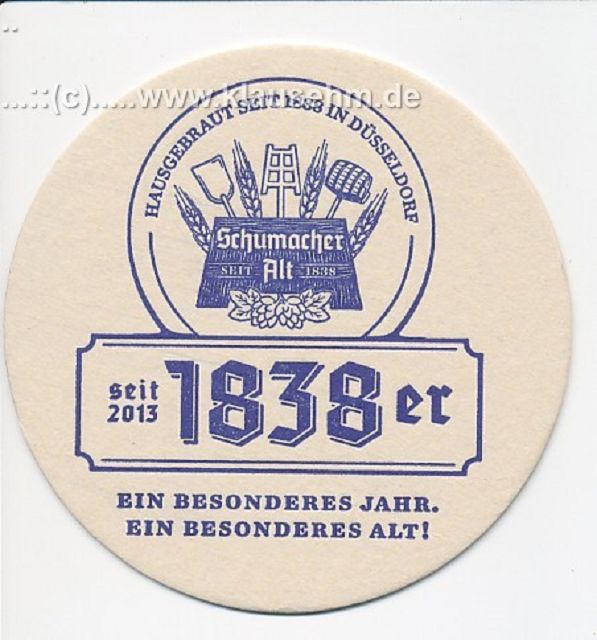 ...::(c).....www.klausehm.de
HAUSGEBRAUT SEIT 1838 IN DÜSSELDORF
Schumacher
SEIT Alt 1838
seit 2013 1838er
EIN BESONDERES JAHR.
EIN BESONDERES ALT!